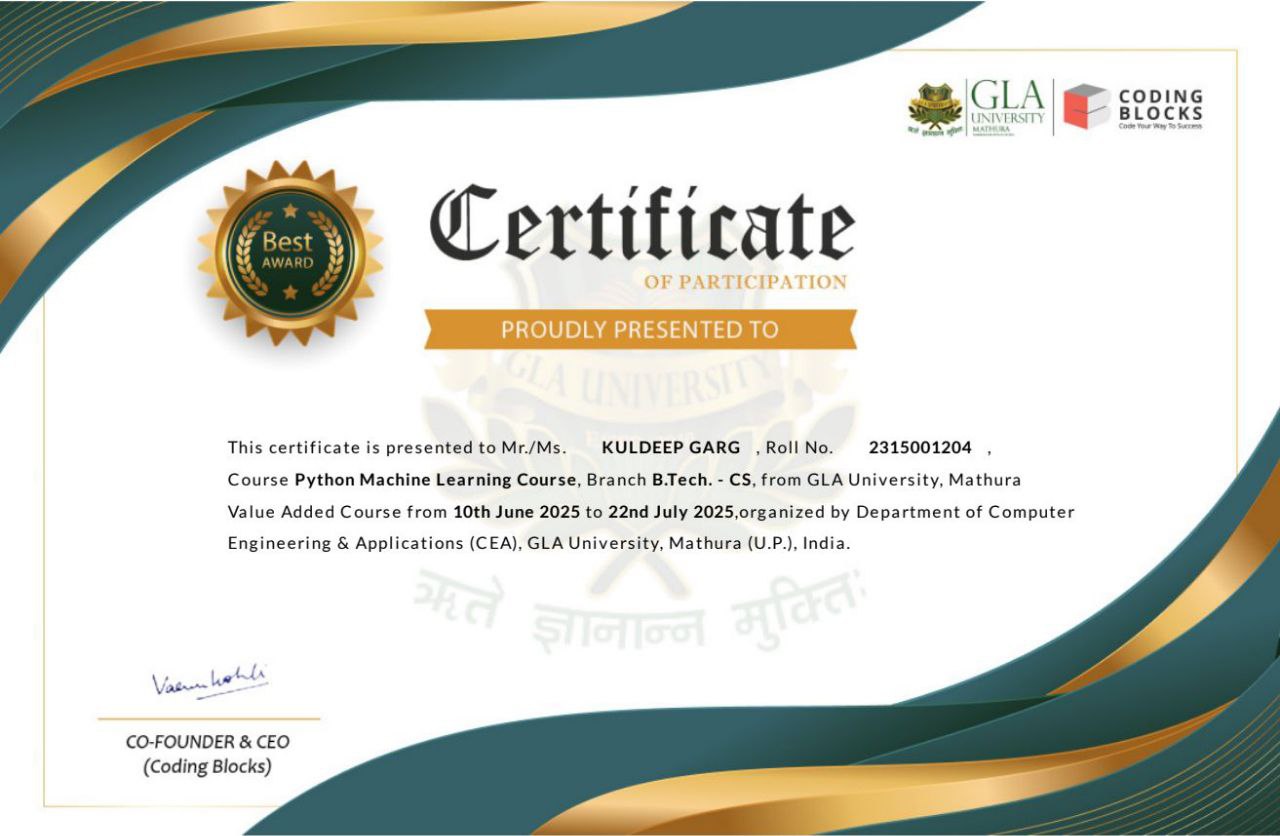 GLA
UNIVERSITY
MATHURA
CODING
BLOCKS
Code Your Way To Success
Best
AWARD
Certificate
OF PARTICIPATION
PROUDLY PRESENTED TO
GLA UNIVERSITY
This certificate is presented to Mr./Ms. KULDEEP GARG , Roll No. 2315001204 ,
Course Python Machine Learning Course, Branch B.Tech. - CS, from GLA University, Mathura
Value Added Course from 10th June 2025 to 22nd July 2025,organized by Department of Computer
Engineering & Applications (CEA), GLA University, Mathura (U.P.), India.
ऋते ज्ञानान्न मुक्तिः
Varun Kohli
CO-FOUNDER & CEO
(Coding Blocks)